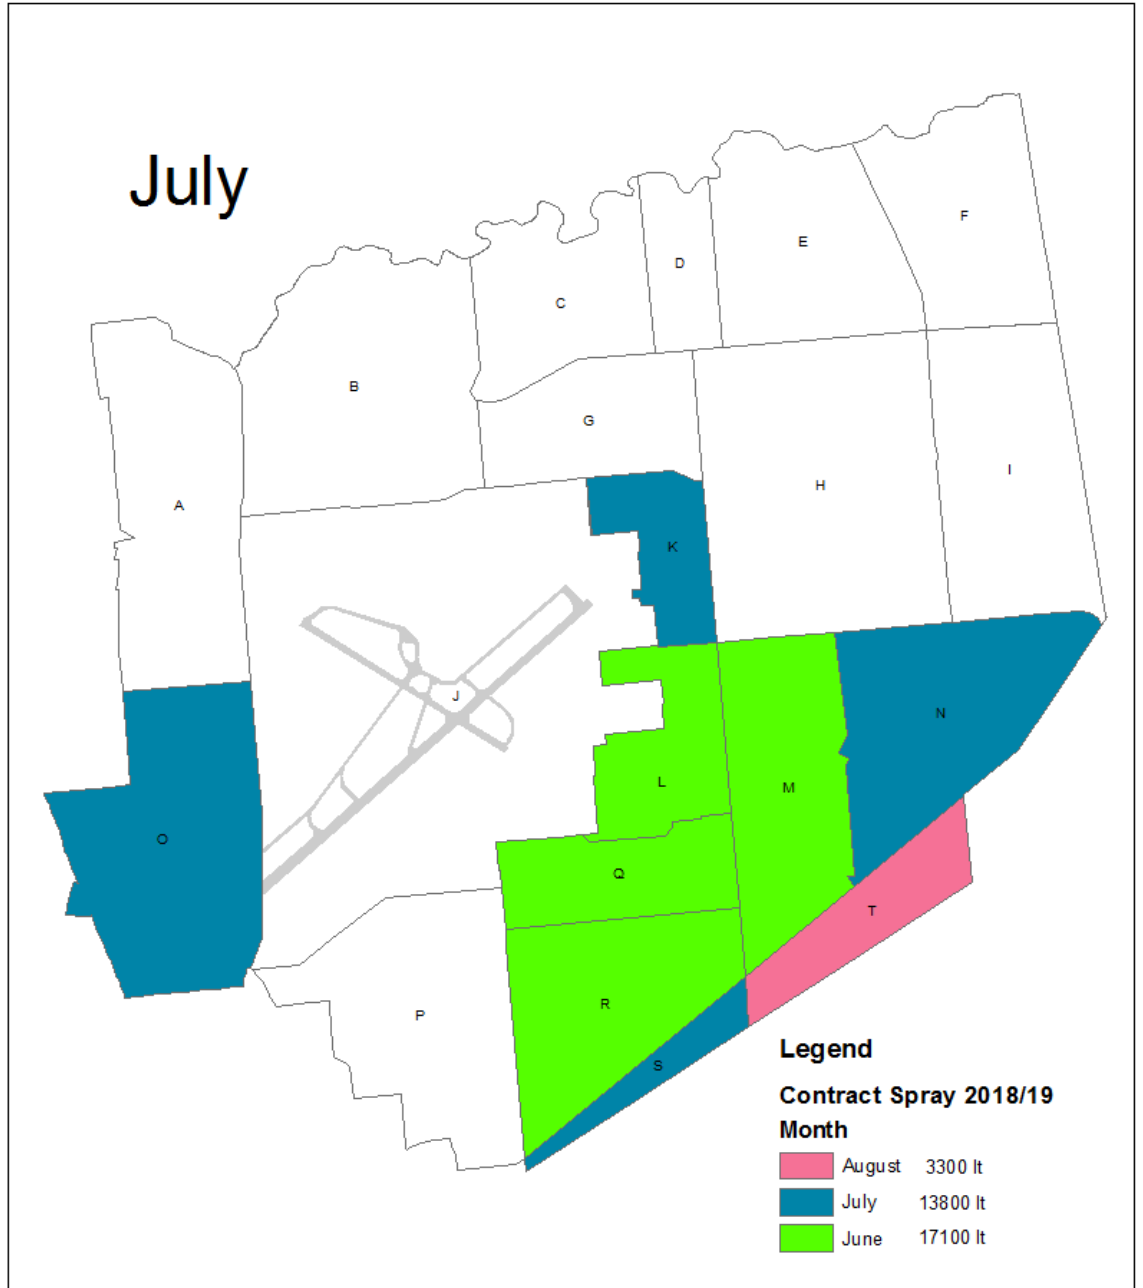 July
F
E
D
C
B
G
I
H
A
K
J
N
L
M
O
Q
T
R
P
S
Legend
Contract Spray 2018/19
Month
August 3300 lt
July 13800 lt
June 17100 lt